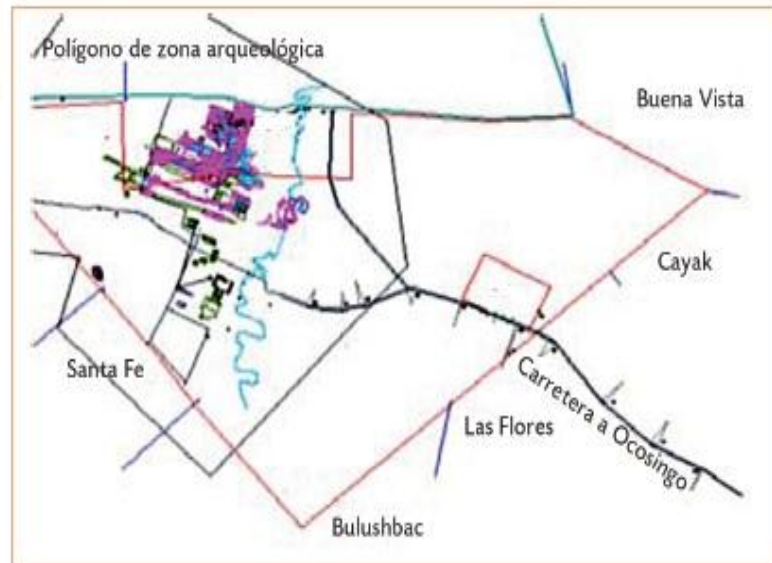 Polígono de zona arqueológica
Buena Vista
Cayak
Santa Fe
Carretera a Ocosingo
Las Flores
Bulushbac